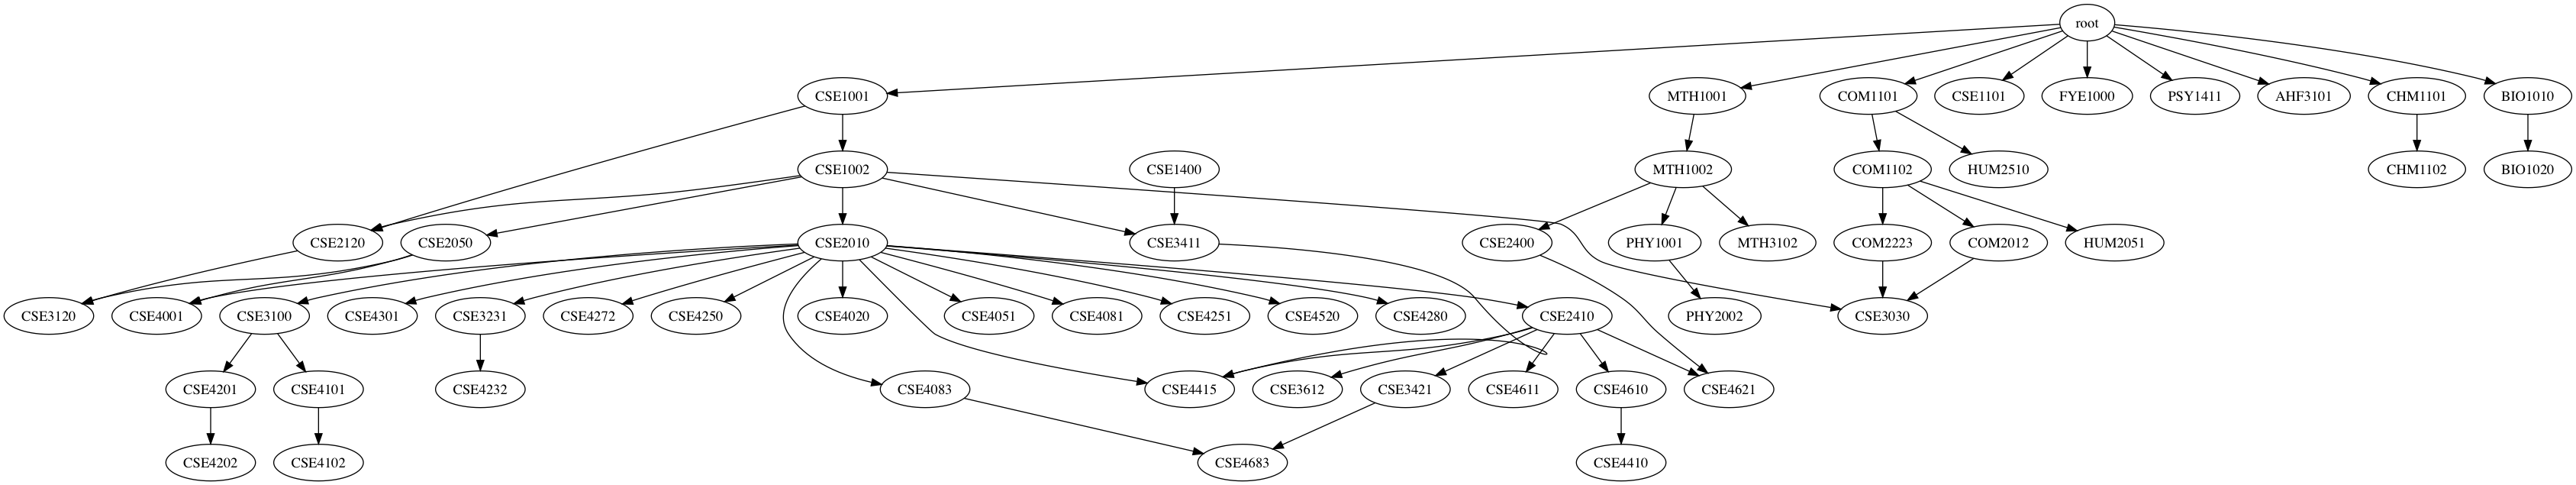 root
CSE1001 MTH1001 COM1101 CSE1101 FYE1000 PSY1411 AHF3101 CHM1101 BIO1010
CSE1002 CSE1400 MTH1002 COM1102 HUM2510 CHM1102 BIO1020
CSE2120 CSE2050 CSE2010 CSE3411 CSE2400 PHY1001 MTH3102 COM2223 COM2012 HUM2051
CSE3120 CSE4001 CSE3100 CSE4301 CSE3231 CSE4272 CSE4250 CSE4020 CSE4051 CSE4081 CSE4251 CSE4520 CSE4280 CSE2410 PHY2002 CSE3030
CSE4201 CSE4101 CSE4232 CSE4083 CSE4415 CSE3612 CSE3421 CSE4611 CSE4610 CSE4621
CSE4202 CSE4102 CSE4683 CSE4410